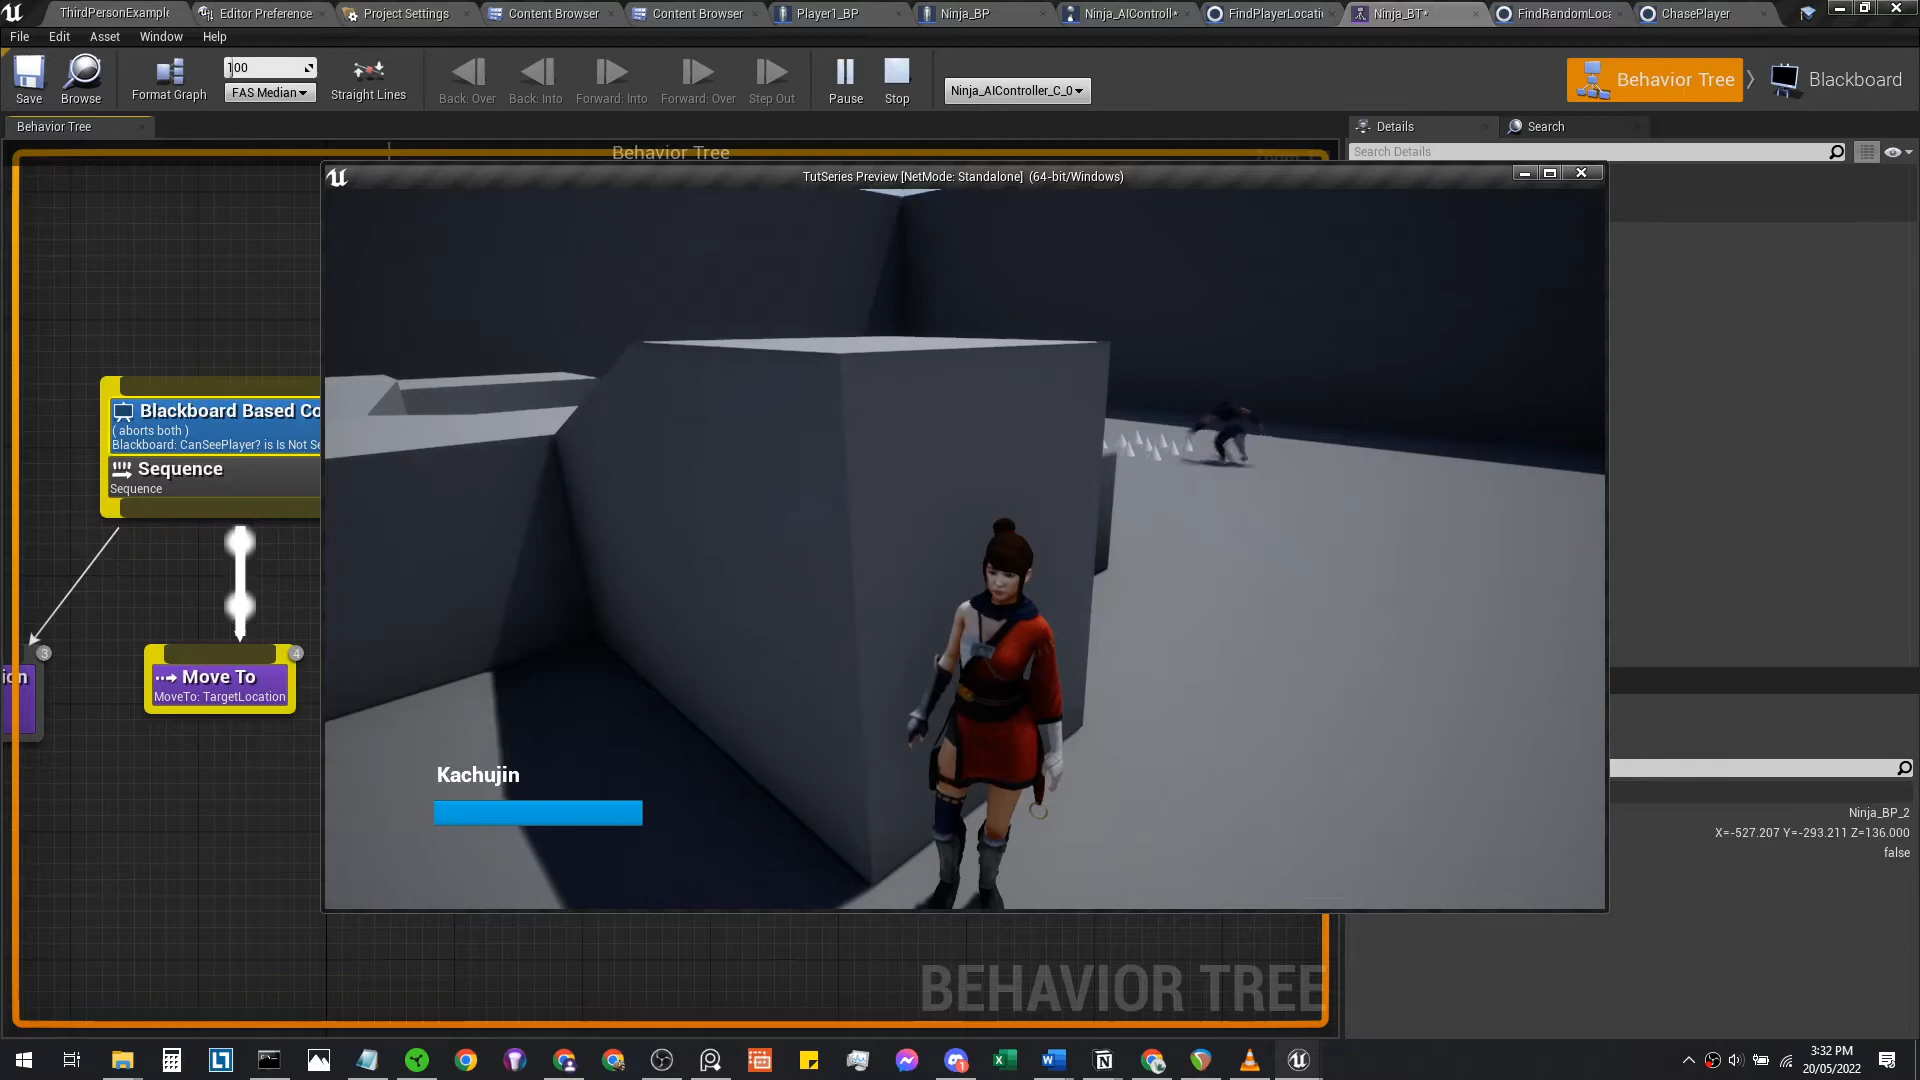 ThirdPersonExample
Editor Preference
Project Settings
Content Browser
Content Browser
Player1_BP
Ninja_BP
Ninja_AIControll*
FindPlayerLocati
Ninja_BT*
FindRandomLoca
ChasePlayer
File Edit Asset Window Help
Save
Browse
Format Graph
100
FAS Median
Straight Lines
Back: Over
Back: Into
Forward: Into
Forward: Over
Step Out
Pause
Stop
Ninja_AIController_C_0
Behavior Tree
Blackboard
Behavior Tree
Details
Search
Search Details
Behavior Tree
TutSeries Preview [NetMode: Standalone] (64-bit/Windows)
Blackboard Based Co
( aborts both )
Blackboard: CanSeePlayer? is Is Not Se
Sequence
Sequence
3
ion
4
Move To
MoveTo: TargetLocation
Kachujin
Ninja_BP_2
X=-527.207 Y=-293.211 Z=136.000
false
BEHAVIOR TREE
3:32 PM
20/05/2022